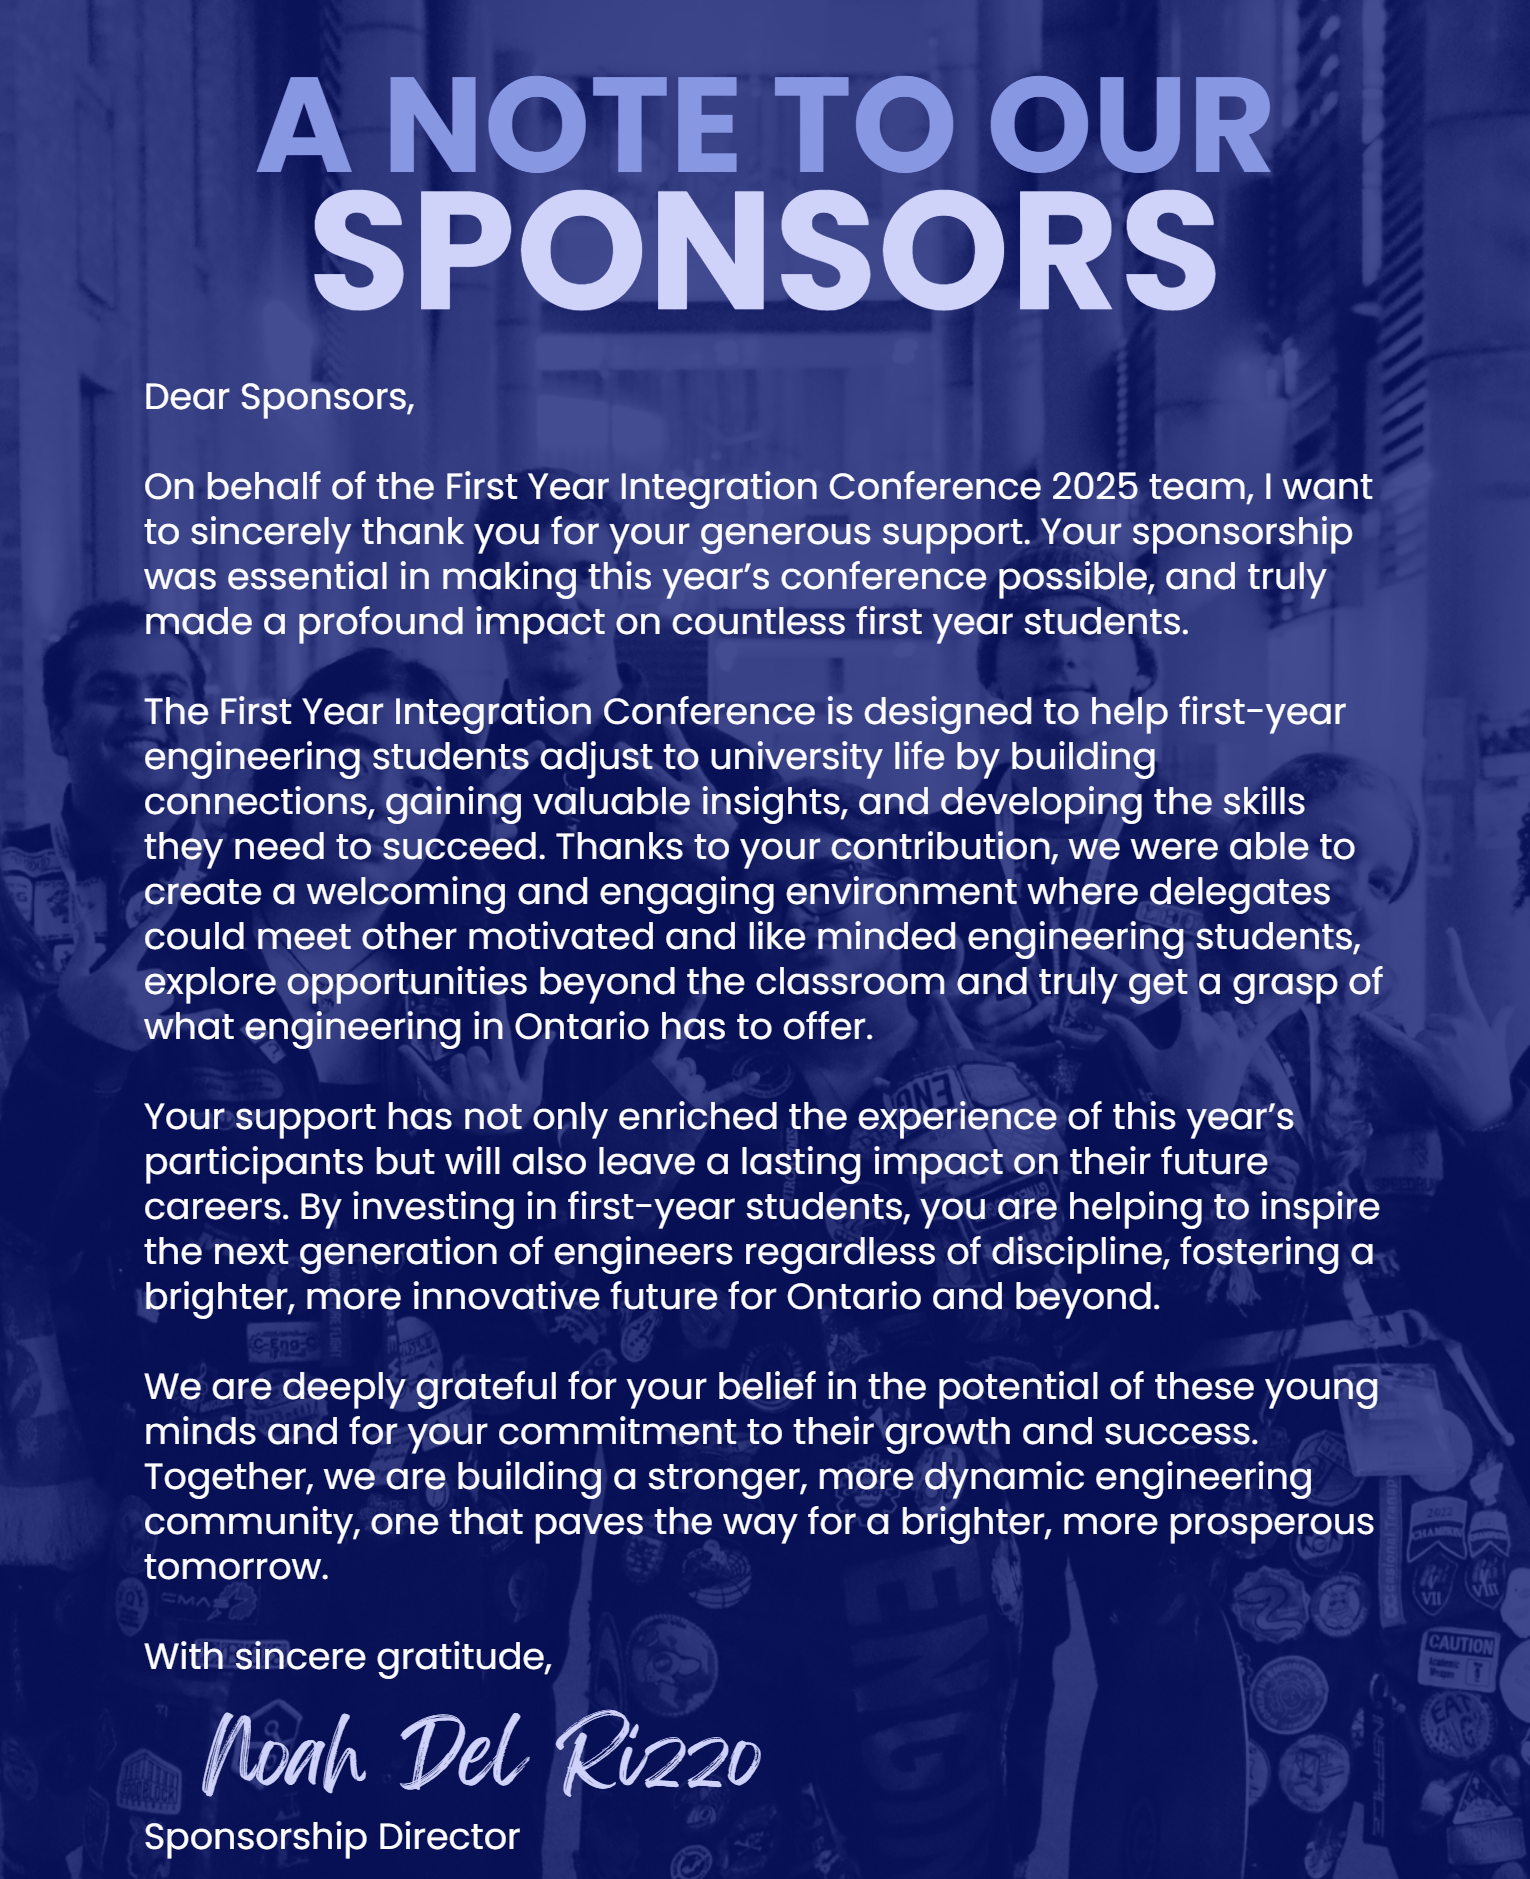 A NOTE TO OUR
SPONSORS
Dear Sponsors,
On behalf of the First Year Integration Conference 2025 team, I want
to sincerely thank you for your generous support. Your sponsorship
was essential in making this year’s conference possible, and truly
made a profound impact on countless first year students.
The First Year Integration Conference is designed to help first-year
engineering students adjust to university life by building
connections, gaining valuable insights, and developing the skills
they need to succeed. Thanks to your contribution, we were able to
create a welcoming and engaging environment where delegates
could meet other motivated and like minded engineering students,
explore opportunities beyond the classroom and truly get a grasp of
what engineering in Ontario has to offer.
Your support has not only enriched the experience of this year’s
participants but will also leave a lasting impact on their future
careers. By investing in first-year students, you are helping to inspire
the next generation of engineers regardless of discipline, fostering a
brighter, more innovative future for Ontario and beyond.
We are deeply grateful for your belief in the potential of these young
minds and for your commitment to their growth and success.
Together, we are building a stronger, more dynamic engineering
community, one that paves the way for a brighter, more prosperous
tomorrow.
With sincere gratitude,
Noah Del Rizzo
Sponsorship Director
C-Eng-C
2022
CHAMPION
VII
VIII
CAUTION
Academic
Weapon
EAT